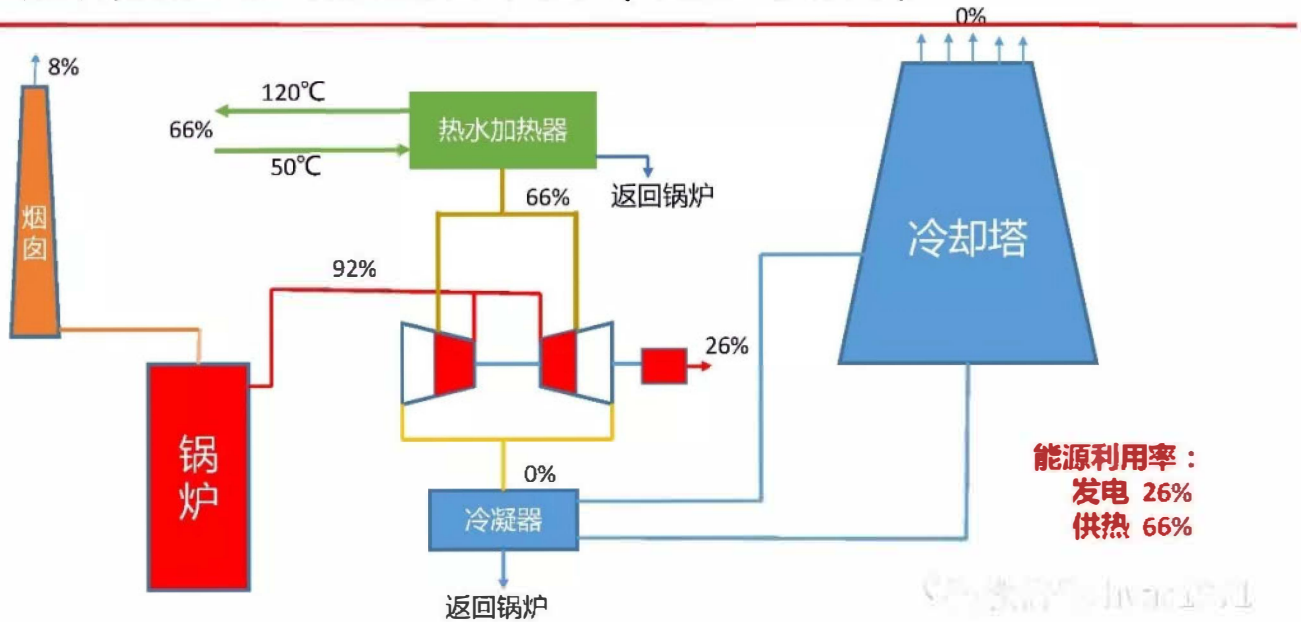 0%
8%
120℃
热水加热器
66%
50℃
返回锅炉
66%
烟
囱
冷却塔
92%
26%
锅
炉
能源利用率：
发电 26%
供热 66%
0%
冷凝器
返回锅炉